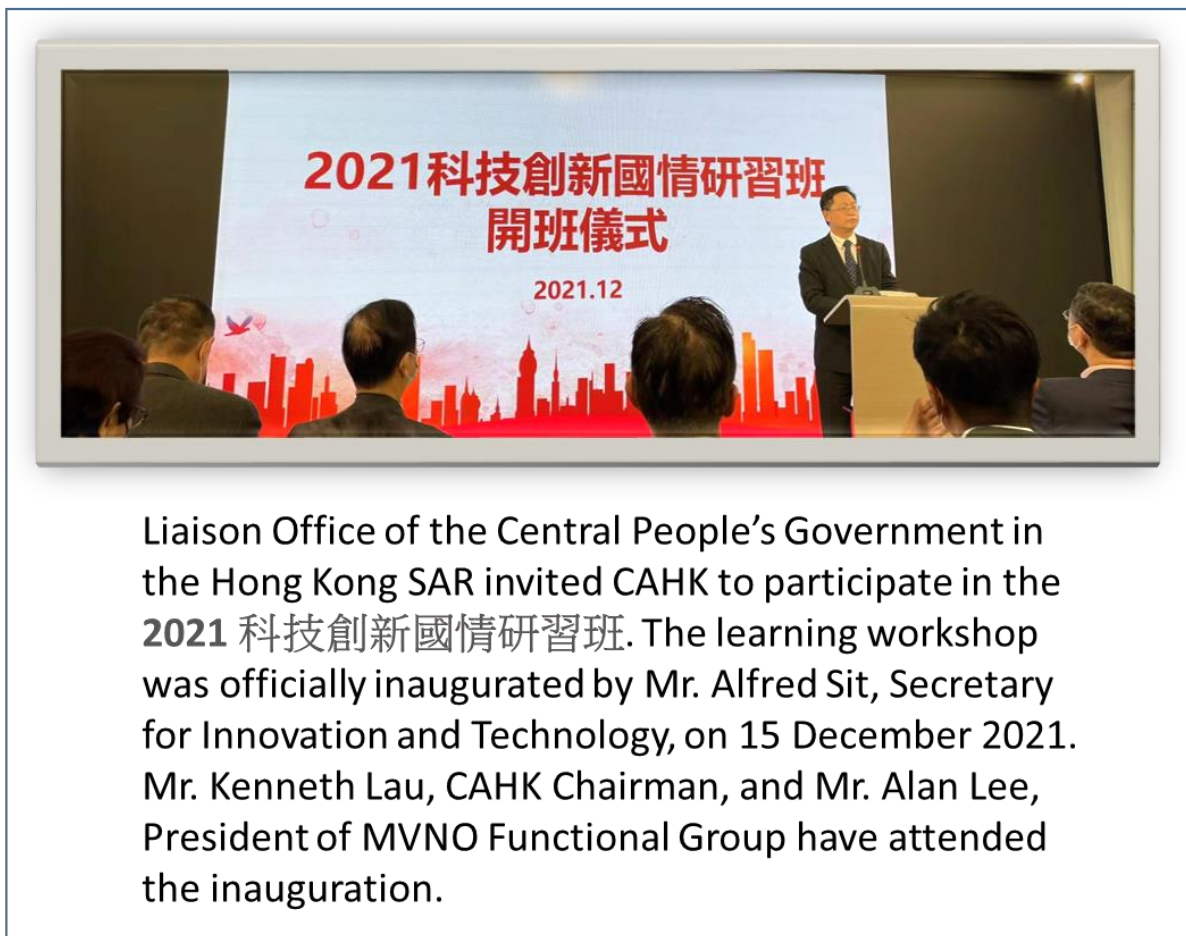 2021科技創新國情研習班
開班儀式
2021.12
Liaison Office of the Central People’s Government in
the Hong Kong SAR invited CAHK to participate in the
2021 科技創新國情研習班. The learning workshop
was officially inaugurated by Mr. Alfred Sit, Secretary
for Innovation and Technology, on 15 December 2021.
Mr. Kenneth Lau, CAHK Chairman, and Mr. Alan Lee,
President of MVNO Functional Group have attended
the inauguration.